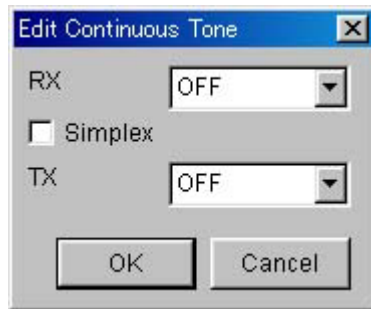 Edit Continuous Tone
RX OFF
Simplex
TX OFF
OK Cancel